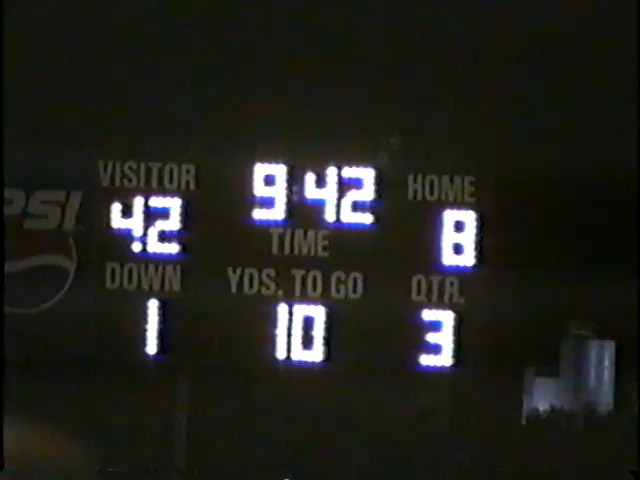 VISITOR 9:42 HOME
PSI 42 TIME 8
DOWN YDS. TO GO QTR.
1 10 3